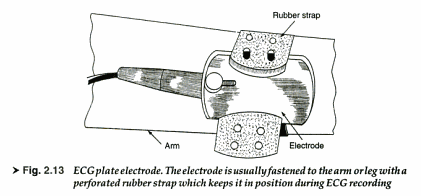 Rubber strap
Arm
Electrode
➤ Fig. 2.13 ECG plate electrode. The electrode is usually fastened to the arm or leg with a
perforated rubber strap which keeps it in position during ECG recording